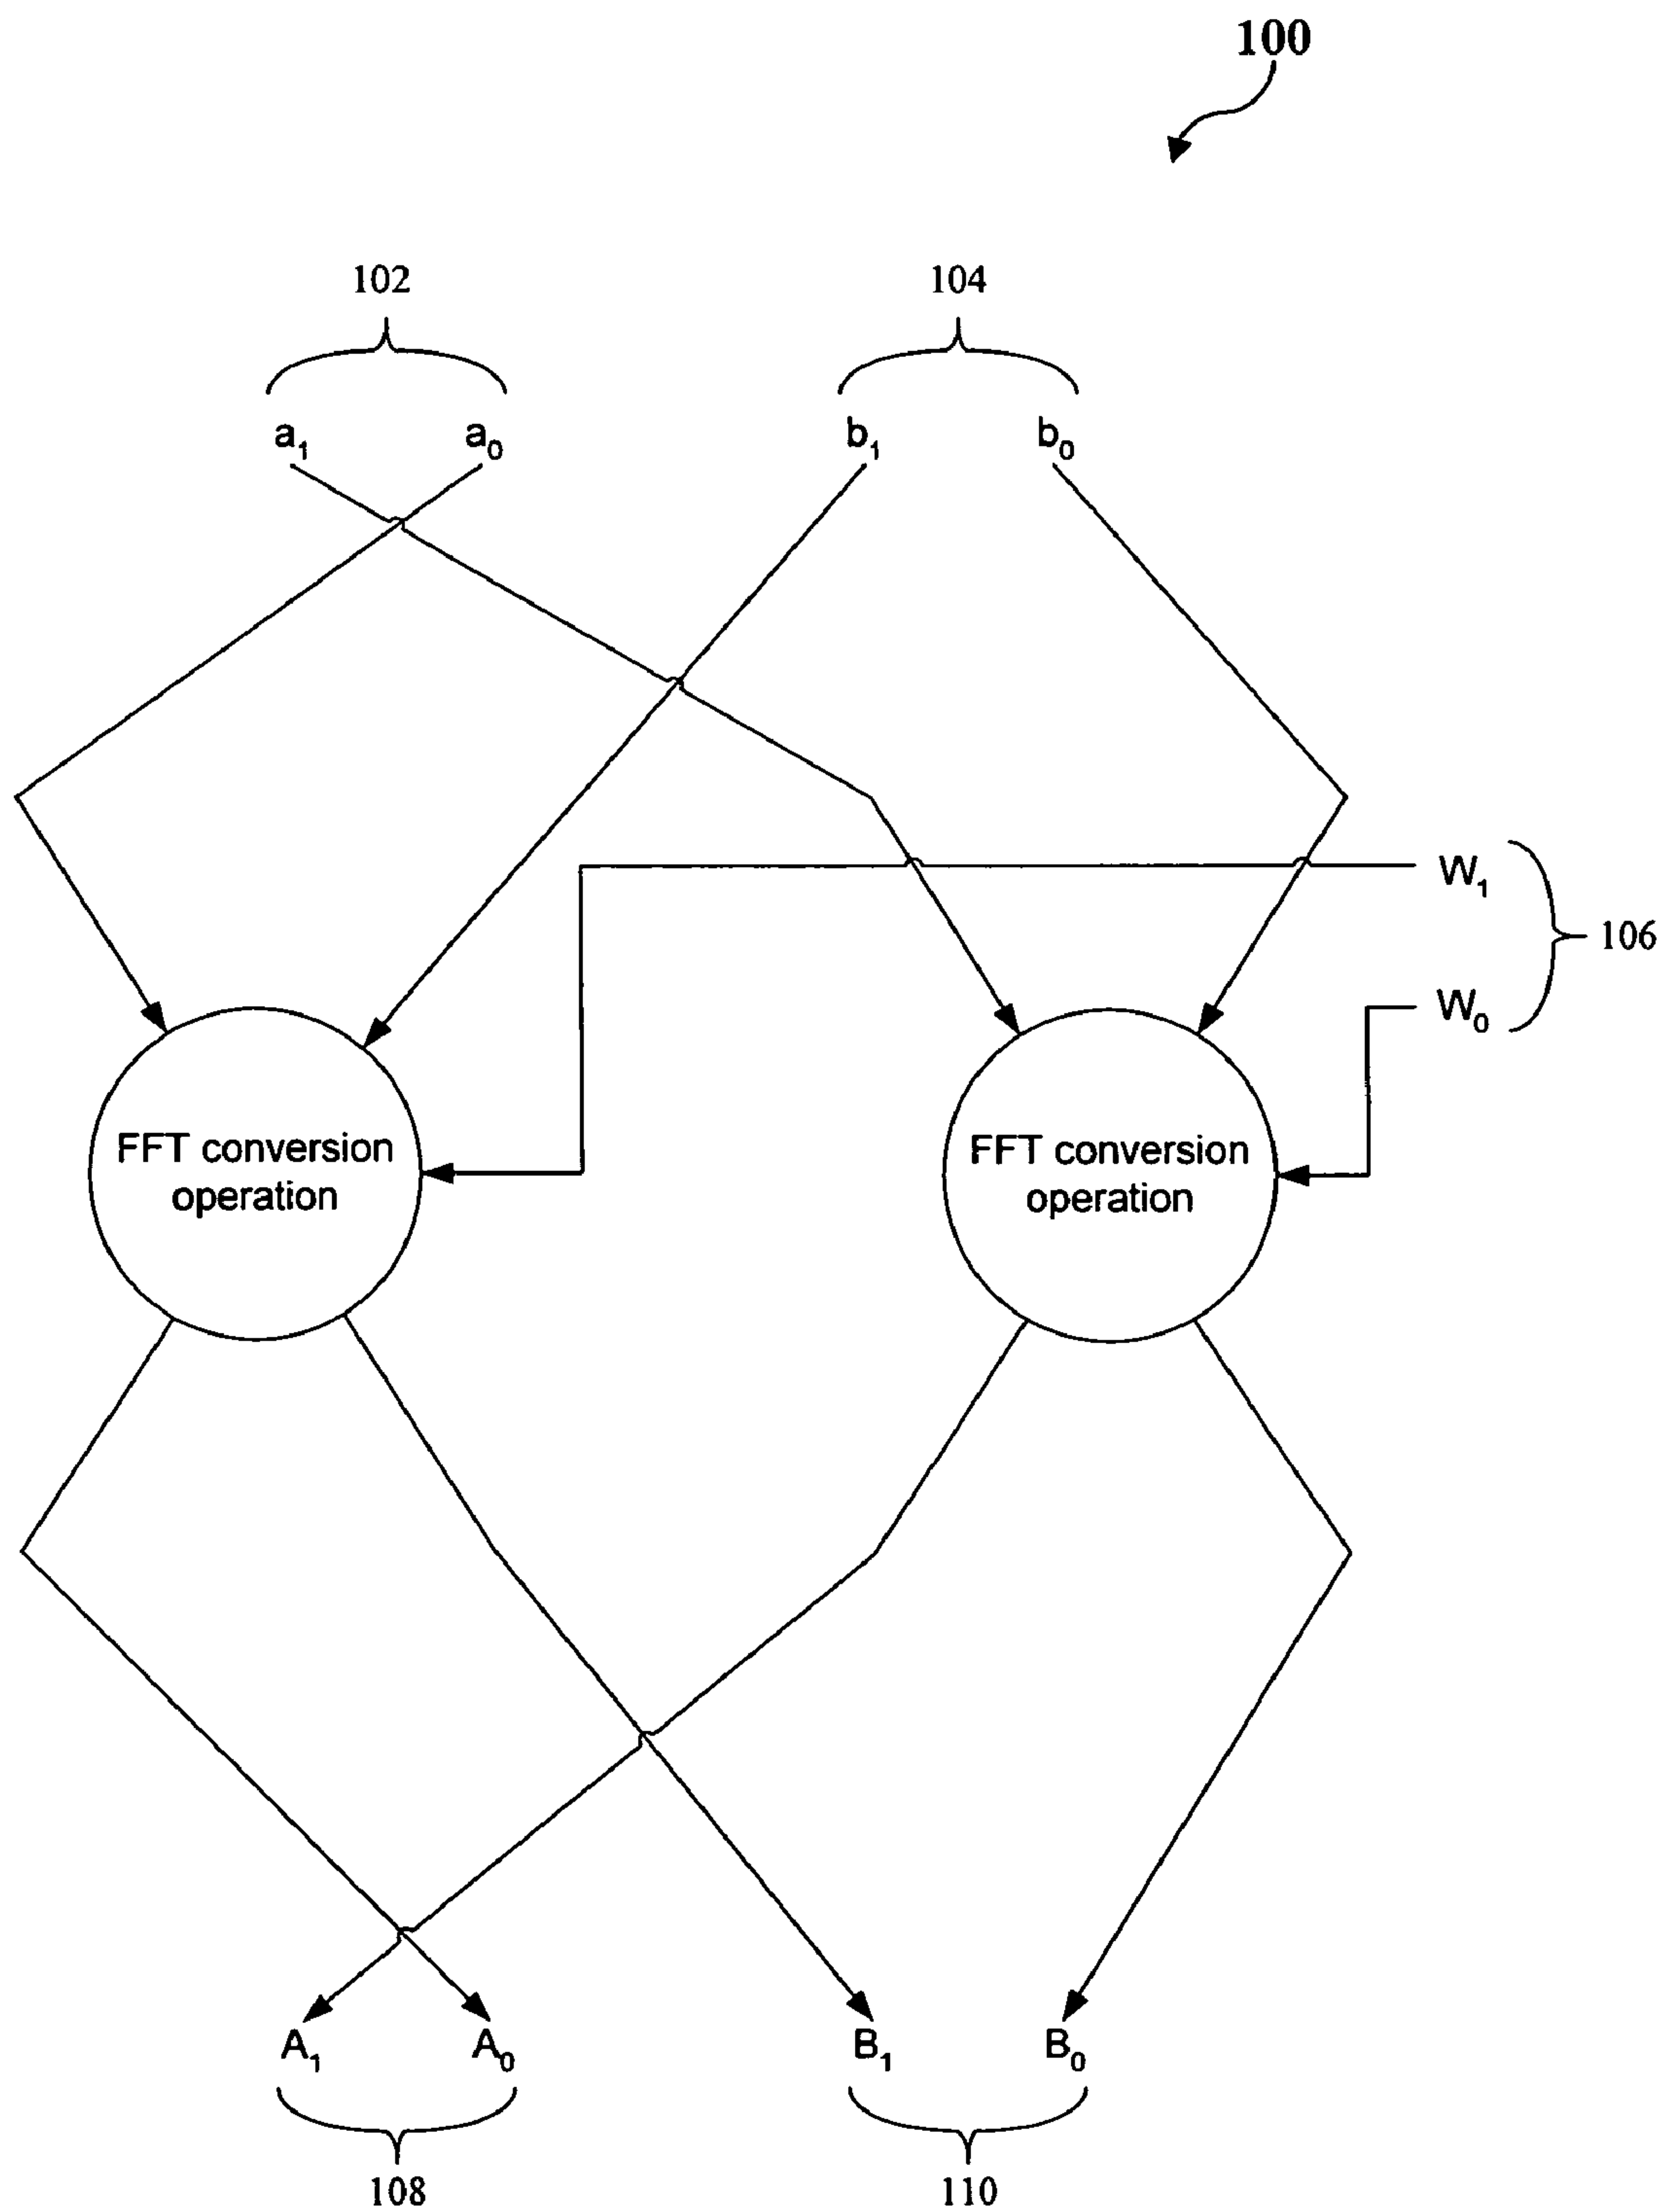 100
102 104
a₁ a₀ b₁ b₀
W₁
106
W₀
FFT conversion operation
FFT conversion operation
A₁ A₀ B₁ B₀
108 110